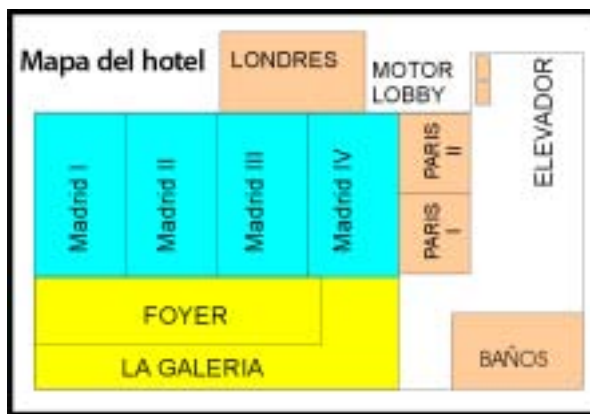 Mapa del hotel
LONDRES
MOTOR
LOBBY
ELEVADOR
Madrid I
Madrid II
Madrid III
Madrid IV
PARIS
II
PARIS
I
FOYER
LA GALERIA
BAÑOS